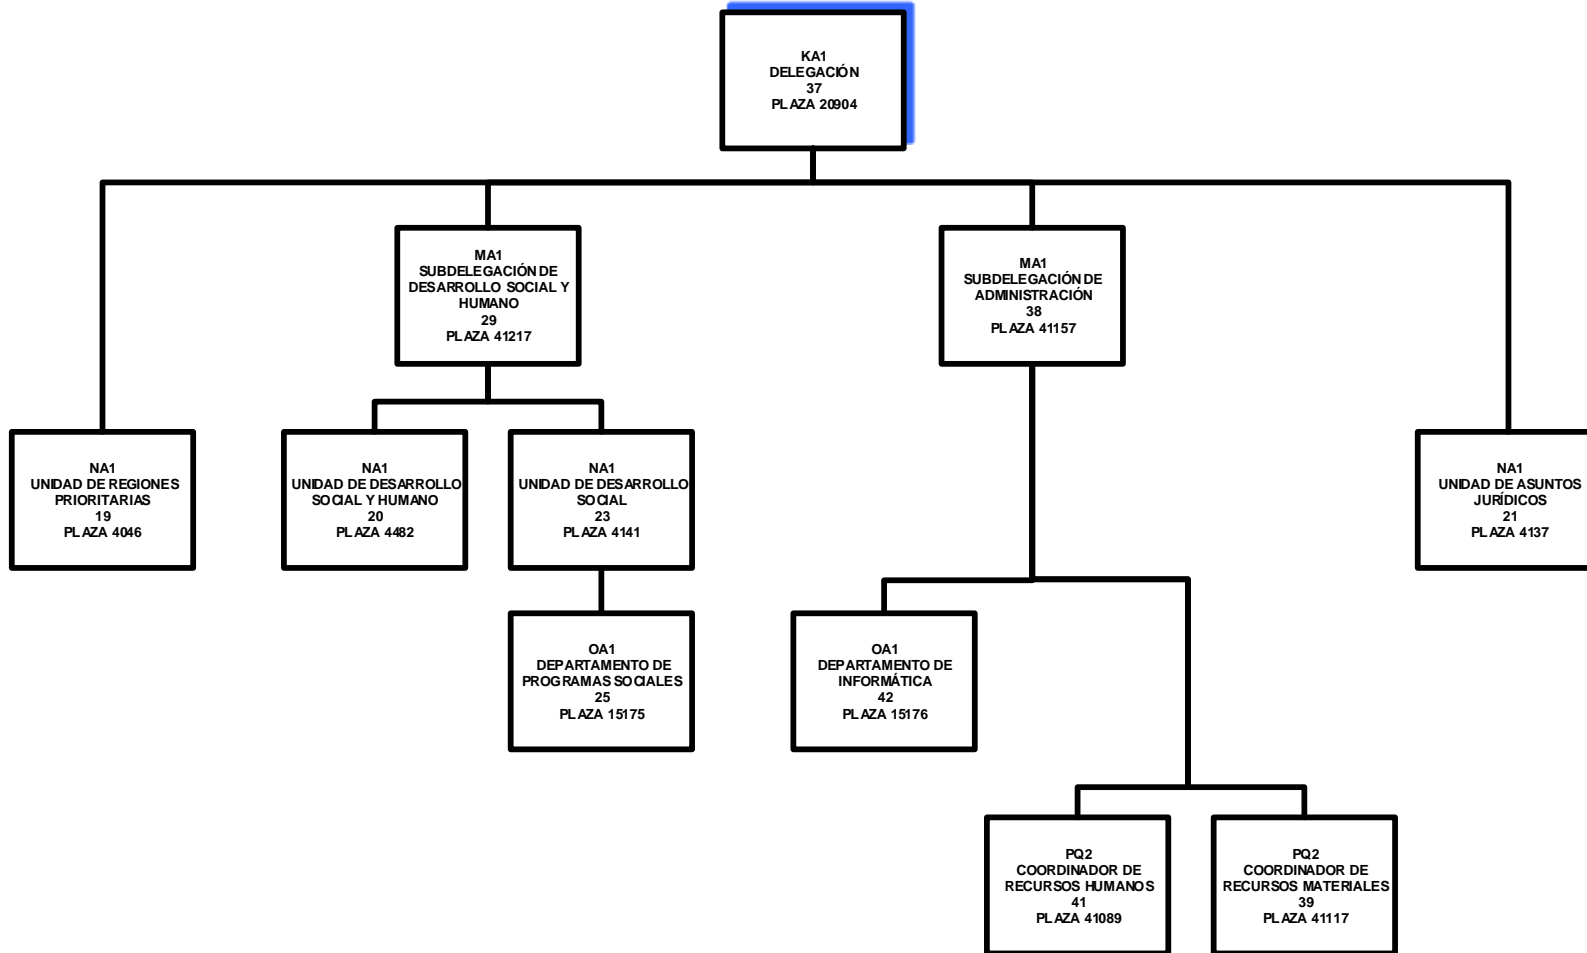 KA1
DELEGACIÓN
37
PLAZA 20904
MA1
SUBDELEGACIÓN DE
DESARROLLO SOCIAL Y
HUMANO
29
PLAZA 41217
MA1
SUBDELEGACIÓN DE
ADMINISTRACIÓN
38
PLAZA 41157
NA1
UNIDAD DE REGIONES
PRIORITARIAS
19
PLAZA 4046
NA1
UNIDAD DE DESARROLLO
SOCIAL Y HUMANO
20
PLAZA 4482
NA1
UNIDAD DE DESARROLLO
SOCIAL
23
PLAZA 4141
NA1
UNIDAD DE ASUNTOS
JURÍDICOS
21
PLAZA 4137
OA1
DEPARTAMENTO DE
PROGRAMAS SOCIALES
25
PLAZA 15175
OA1
DEPARTAMENTO DE
INFORMÁTICA
42
PLAZA 15176
PQ2
COORDINADOR DE
RECURSOS HUMANOS
41
PLAZA 41089
PQ2
COORDINADOR DE
RECURSOS MATERIALES
39
PLAZA 41117